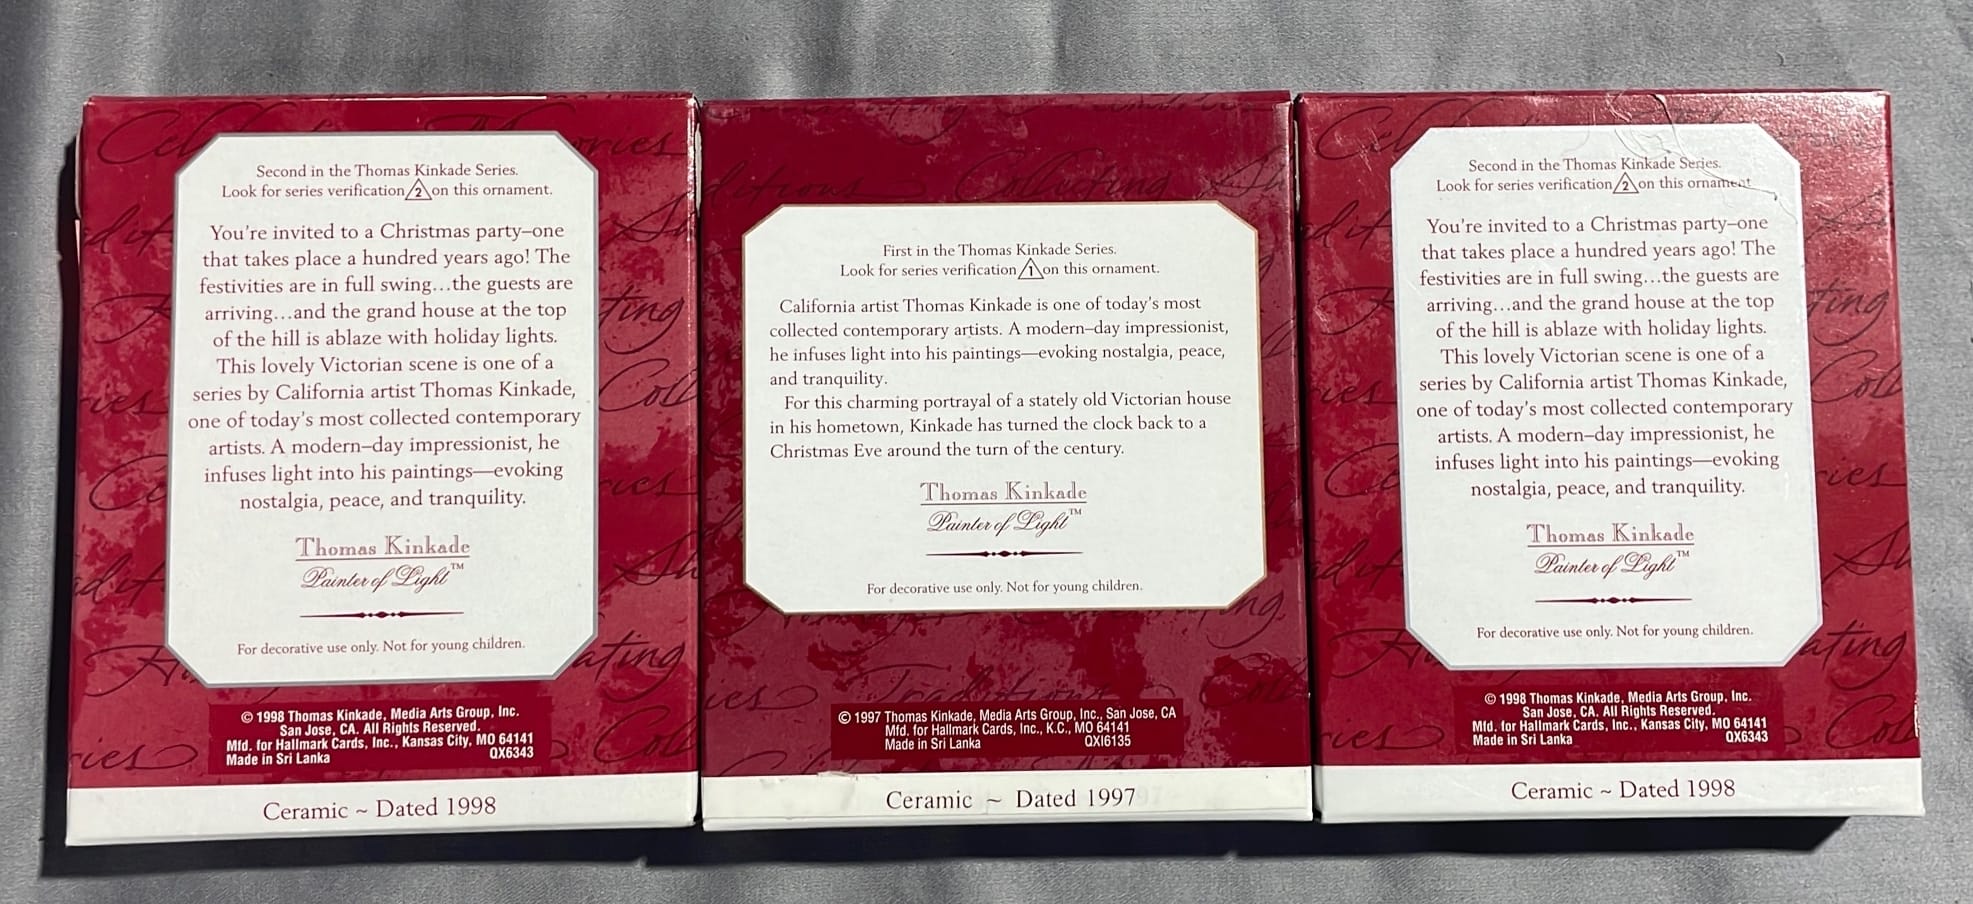 Second in the Thomas Kinkade Series.
Look for series verification 2 on this ornament.
You're invited to a Christmas party–one
that takes place a hundred years ago! The
festivities are in full swing...the guests are
arriving...and the grand house at the top
of the hill is ablaze with holiday lights.
This lovely Victorian scene is one of a
series by California artist Thomas Kinkade,
one of today's most collected contemporary
artists. A modern–day impressionist, he
infuses light into his paintings—evoking
nostalgia, peace, and tranquility.
Thomas Kinkade
Painter of Light™
For decorative use only. Not for young children.
© 1998 Thomas Kinkade, Media Arts Group, Inc.
San Jose, CA. All Rights Reserved.
Mfd. for Hallmark Cards, Inc., Kansas City, MO 64141
Made in Sri Lanka QX6343
Ceramic ~ Dated 1998
First in the Thomas Kinkade Series.
Look for series verification 1 on this ornament.
California artist Thomas Kinkade is one of today's most
collected contemporary artists. A modern–day impressionist,
he infuses light into his paintings—evoking nostalgia, peace,
and tranquility.
For this charming portrayal of a stately old Victorian house
in his hometown, Kinkade has turned the clock back to a
Christmas Eve around the turn of the century.
Thomas Kinkade
Painter of Light™
For decorative use only. Not for young children.
© 1997 Thomas Kinkade, Media Arts Group, Inc., San Jose, CA
Mfd. for Hallmark Cards, Inc., K.C., MO 64141
Made in Sri Lanka QXI6135
Ceramic ~ Dated 1997
Second in the Thomas Kinkade Series.
Look for series verification 2 on this ornament
You're invited to a Christmas party–one
that takes place a hundred years ago! The
festivities are in full swing...the guests are
arriving...and the grand house at the top
of the hill is ablaze with holiday lights.
This lovely Victorian scene is one of a
series by California artist Thomas Kinkade,
one of today's most collected contemporary
artists. A modern–day impressionist, he
infuses light into his paintings—evoking
nostalgia, peace, and tranquility.
Thomas Kinkade
Painter of Light™
For decorative use only. Not for young children.
© 1998 Thomas Kinkade, Media Arts Group, Inc.
San Jose, CA. All Rights Reserved.
Mfd. for Hallmark Cards, Inc., Kansas City, MO 64141
Made in Sri Lanka QX6343
Ceramic ~ Dated 1998